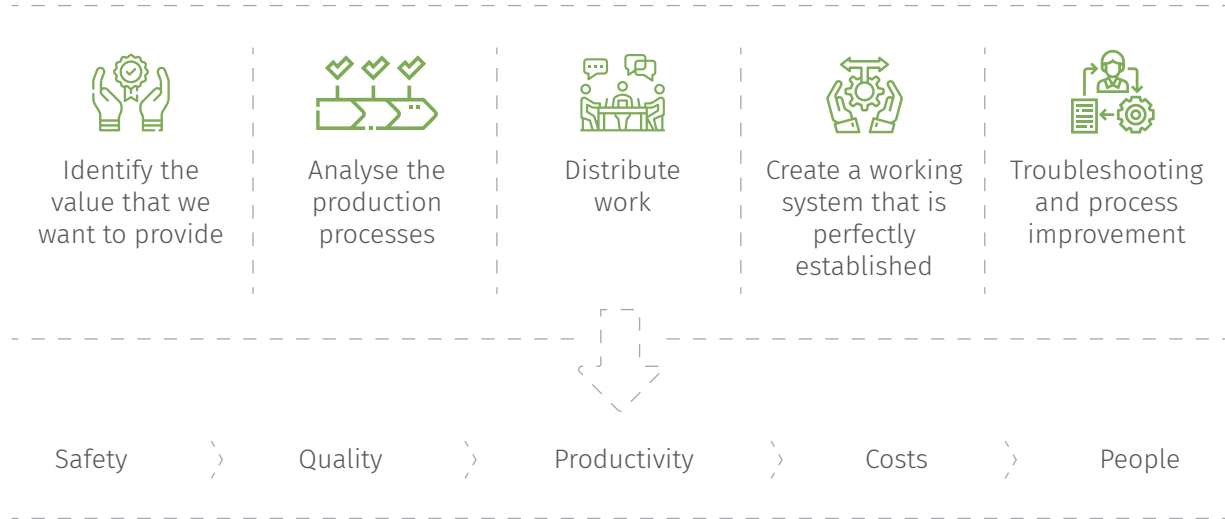 Identify the
value that we
want to provide
Analyse the
production
processes
Distribute
work
Create a working
system that is
perfectly
established
Troubleshooting
and process
improvement
Safety
Quality
Productivity
Costs
People